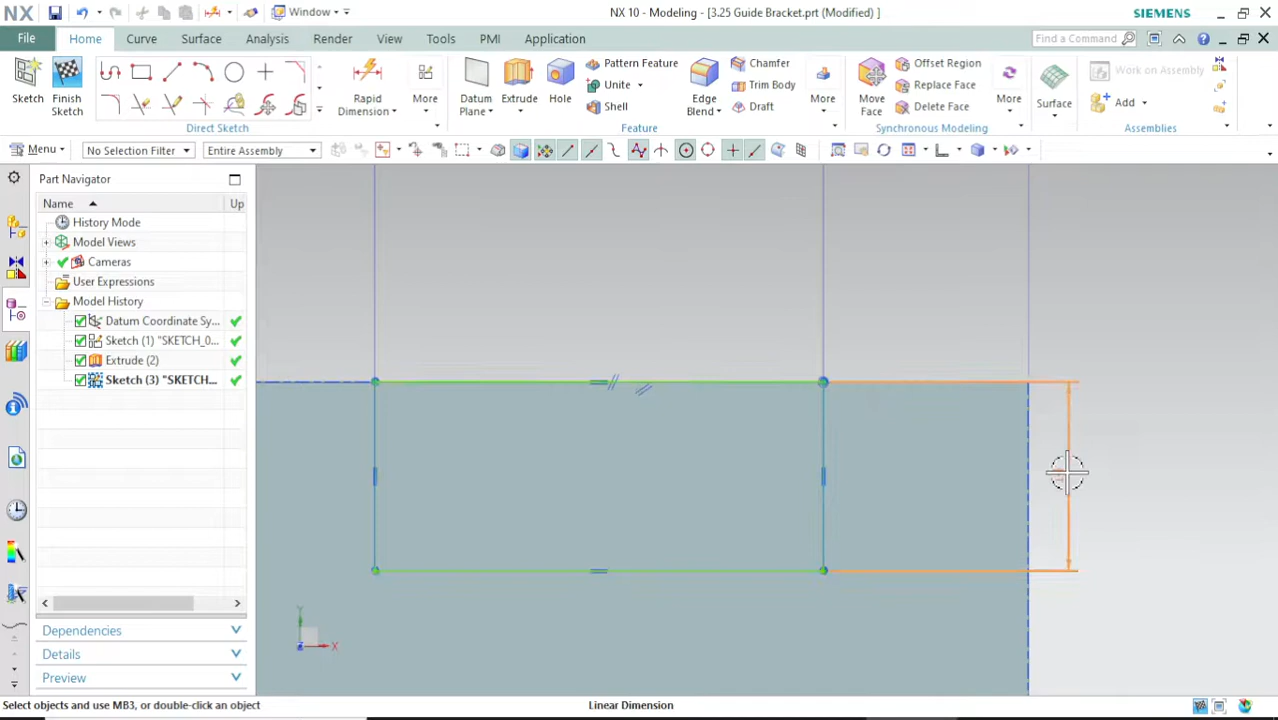 NX
Window
NX 10 - Modeling - [3.25 Guide Bracket.prt (Modified) ]
SIEMENS
File
Home
Curve
Surface
Analysis
Render
View
Tools
PMI
Application
Find a Command
Sketch
Finish
Sketch
Rapid
Dimension
More
Direct Sketch
Datum
Plane
Extrude
Hole
Pattern Feature
Unite
Shell
Edge
Blend
Chamfer
Trim Body
Draft
More
Feature
Move
Face
Offset Region
Replace Face
Delete Face
More
Synchronous Modeling
Surface
Work on Assembly
Add
Assemblies
Menu
No Selection Filter
Entire Assembly
Part Navigator
Name
Up
History Mode
Model Views
Cameras
User Expressions
Model History
Datum Coordinate Sy...
Sketch (1) "SKETCH_0...
Extrude (2)
Sketch (3) "SKETCH...
Y
Z
X
Dependencies
Details
Preview
Select objects and use MB3, or double-click an object
Linear Dimension